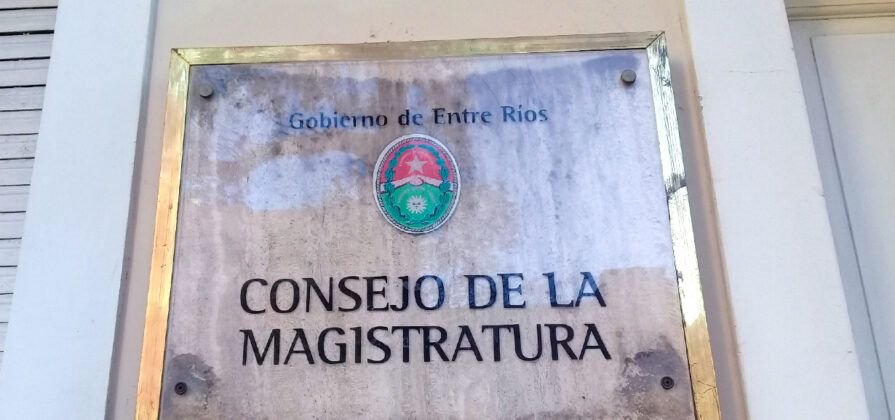 Gobierno de Entre Ríos
CONSEJO DE LA
MAGISTRATURA